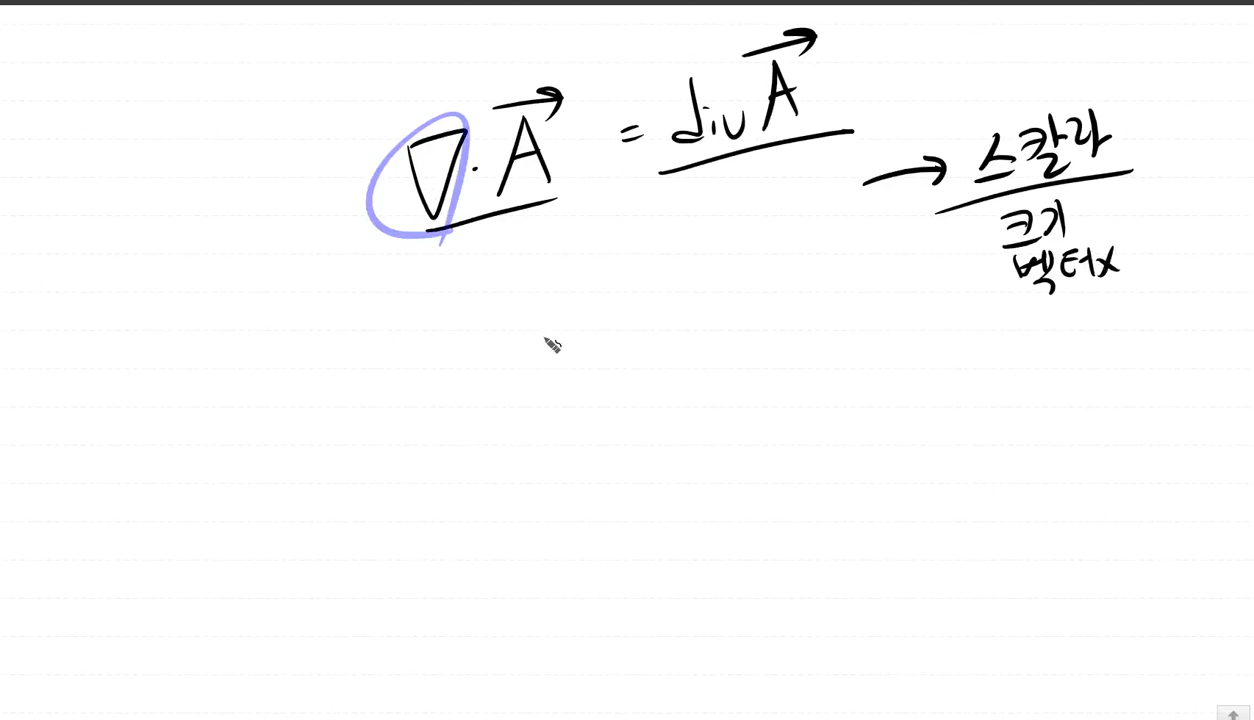 ∇·A⃗ = div A⃗
→ 스칼라
크기
벡터x